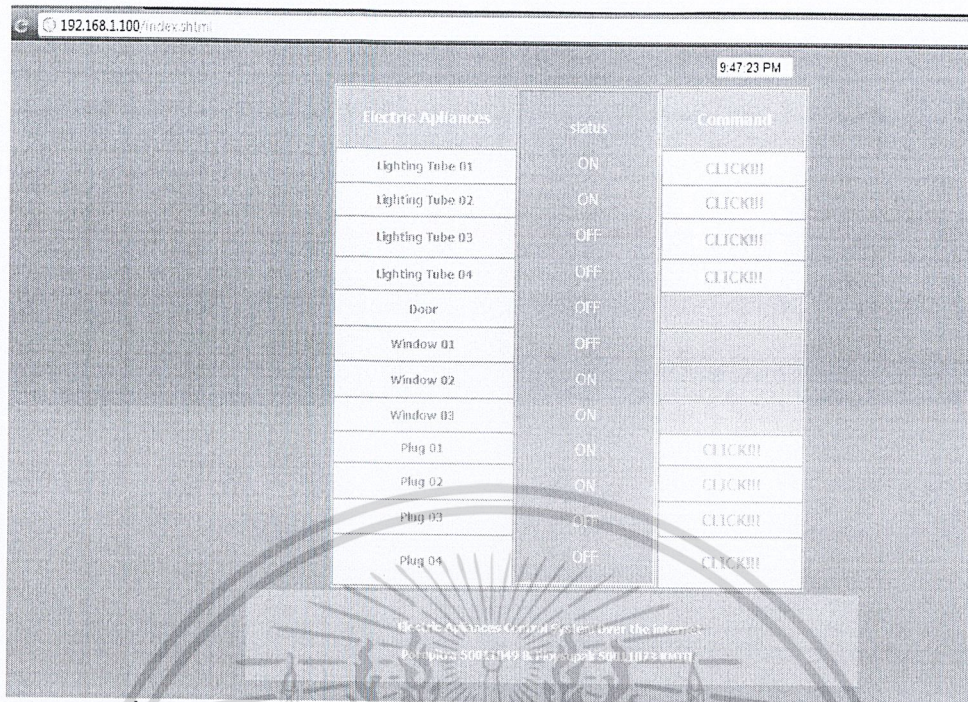 192.168.1.100/index.shtml
9:47:23 PM
Electric Apliances status Command
Lighting Tube 01 ON CLICK!!!
Lighting Tube 02 ON CLICK!!!
Lighting Tube 03 OFF CLICK!!!
Lighting Tube 04 OFF CLICK!!!
Door OFF
Window 01 OFF
Window 02 ON
Window 03 ON
Plug 01 ON CLICK!!!
Plug 02 ON CLICK!!!
Plug 03 OFF CLICK!!!
Plug 04 OFF CLICK!!!
Electric Apliances Control System over the internet
50011849 &